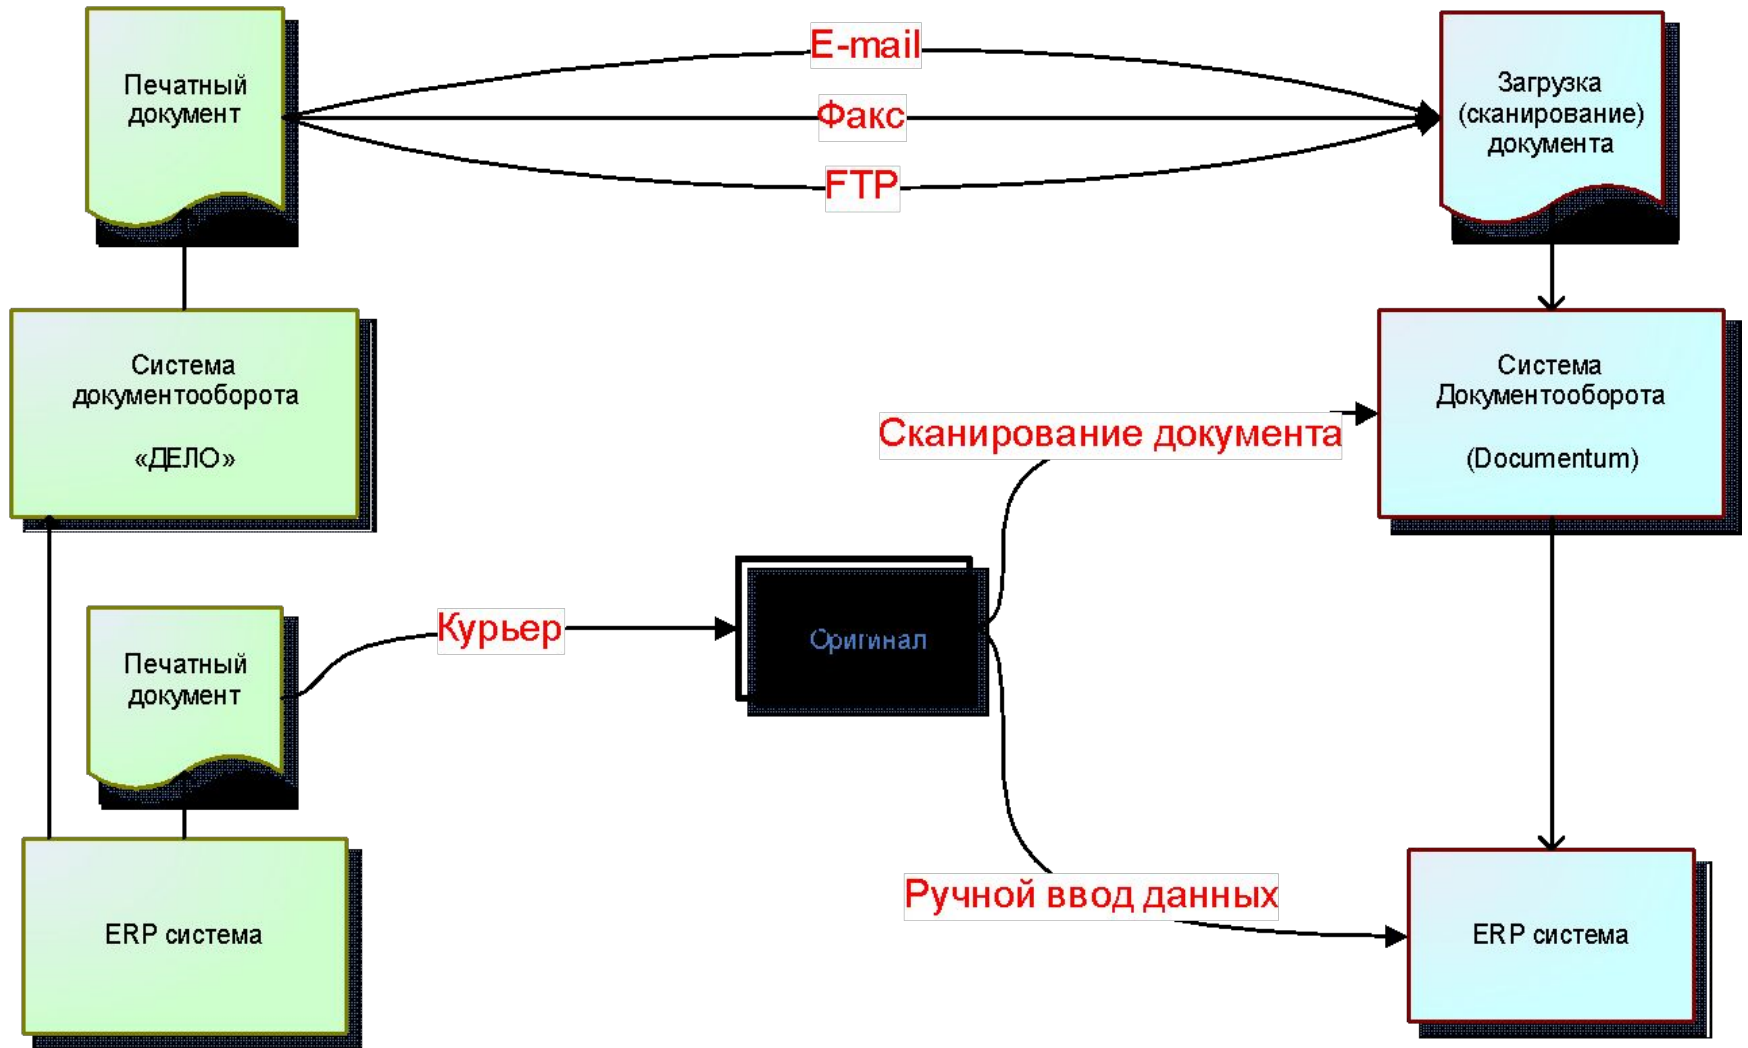 Печатный
документ
E-mail
Факс
FTP
Загрузка
(сканирование)
документа
Система
документооборота
«ДЕЛО»
Система
Документооборота
(Documentum)
Сканирование документа
Печатный
документ
Курьер
Оригинал
Ручной ввод данных
ERP система
ERP система